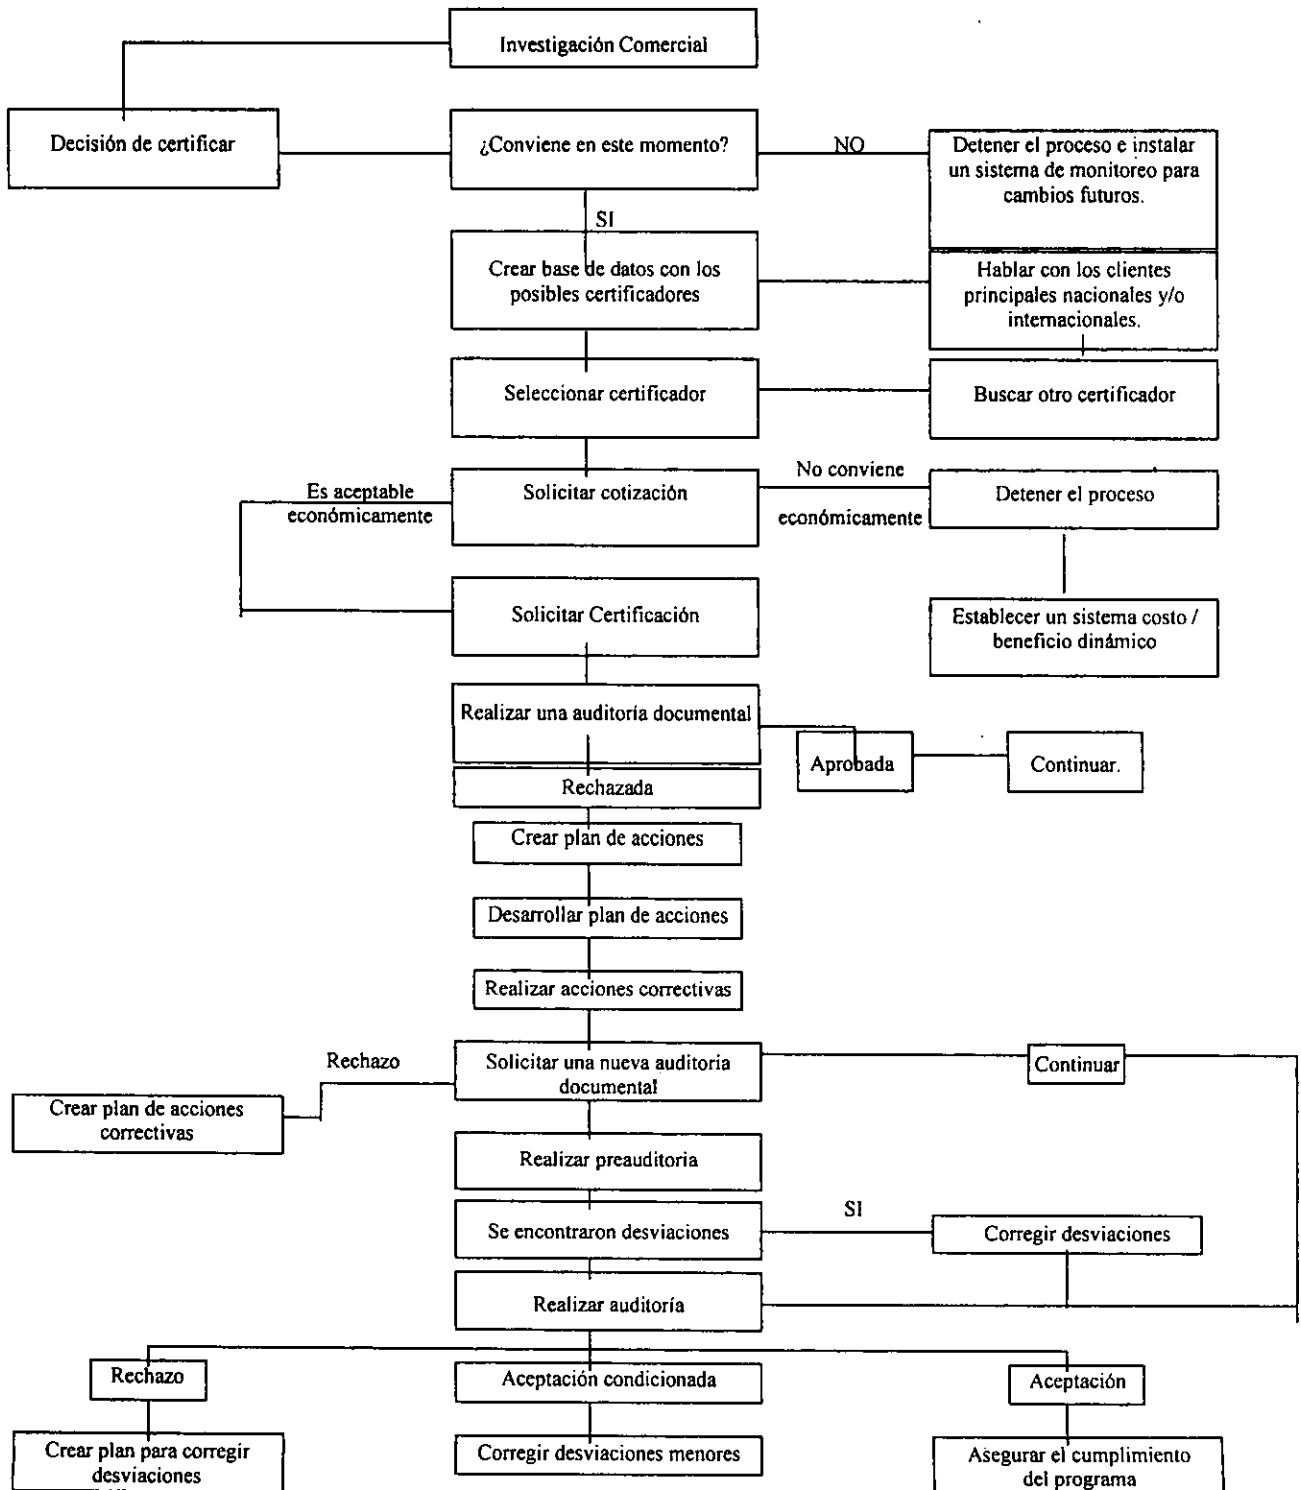 Investigación Comercial
Decisión de certificar
¿Conviene en este momento?
NO
Detener el proceso e instalar
un sistema de monitoreo para
cambios futuros.
SI
Crear base de datos con los
posibles certificadores
Hablar con los clientes
principales nacionales y/o
internacionales.
Seleccionar certificador
Buscar otro certificador
Es aceptable
económicamente
Solicitar cotización
No conviene
económicamente
Detener el proceso
Solicitar Certificación
Establecer un sistema costo /
beneficio dinámico
Realizar una auditoría documental
Aprobada
Continuar.
Rechazada
Crear plan de acciones
Desarrollar plan de acciones
Realizar acciones correctivas
Rechazo
Solicitar una nueva auditoria
documental
Continuar
Crear plan de acciones
correctivas
Realizar preauditoria
Se encontraron desviaciones
SI
Corregir desviaciones
Realizar auditoría
Rechazo
Aceptación condicionada
Aceptación
Crear plan para corregir
desviaciones
Corregir desviaciones menores
Asegurar el cumplimiento
del programa